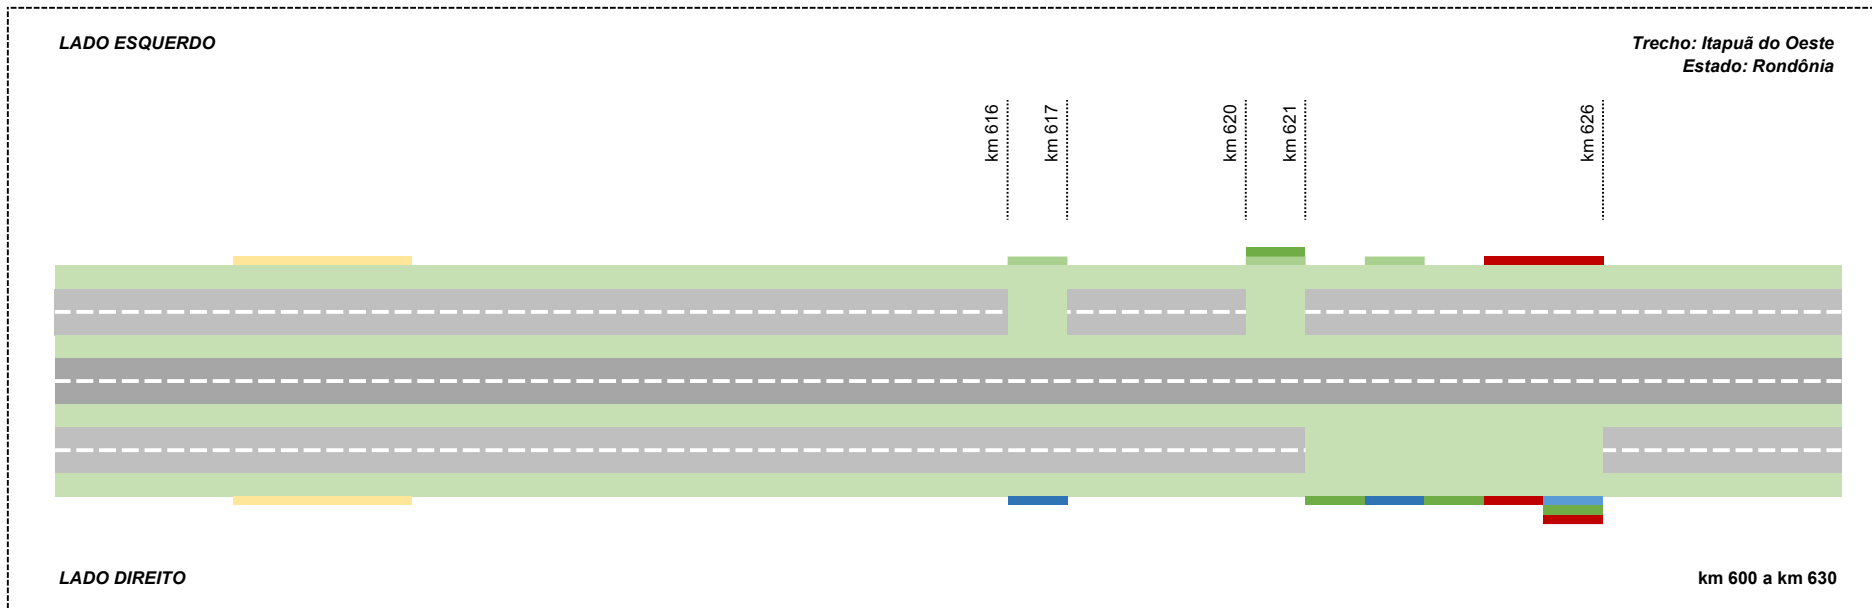 LADO ESQUERDO
Trecho: Itapuã do Oeste
Estado: Rondônia
km 616
km 617
km 620
km 621
km 626
LADO DIREITO
km 600 a km 630